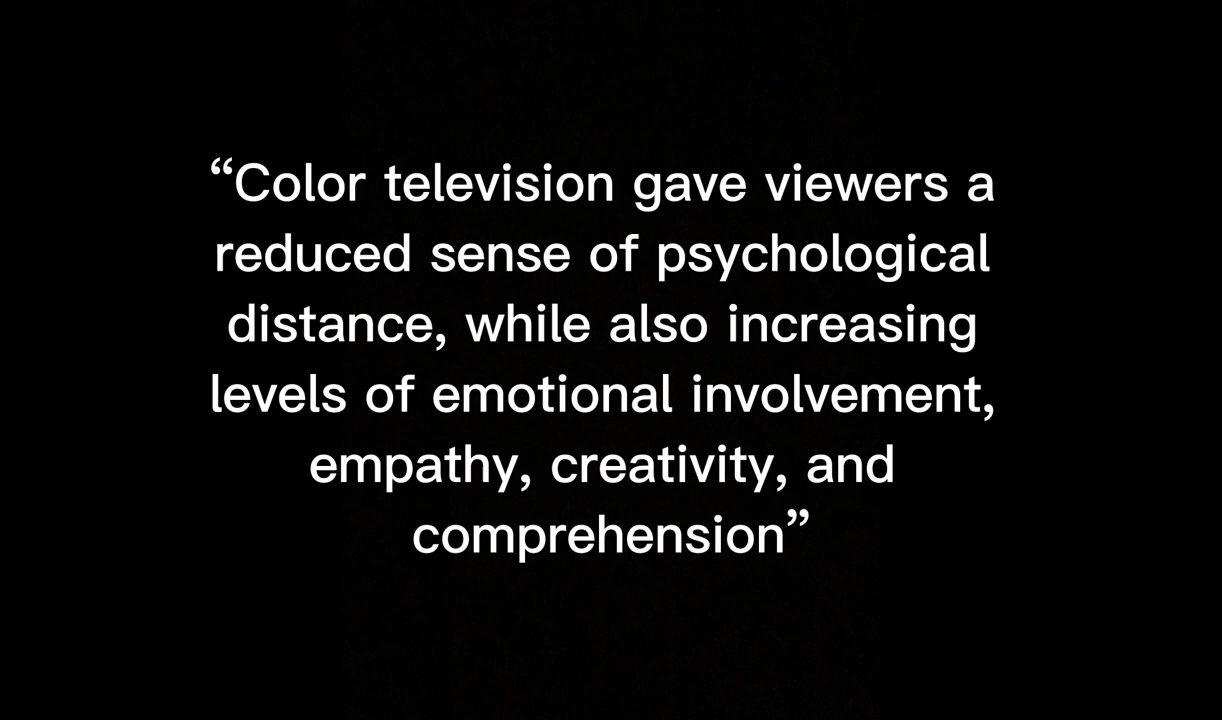 “Color television gave viewers a
reduced sense of psychological
distance, while also increasing
levels of emotional involvement,
empathy, creativity, and
comprehension”